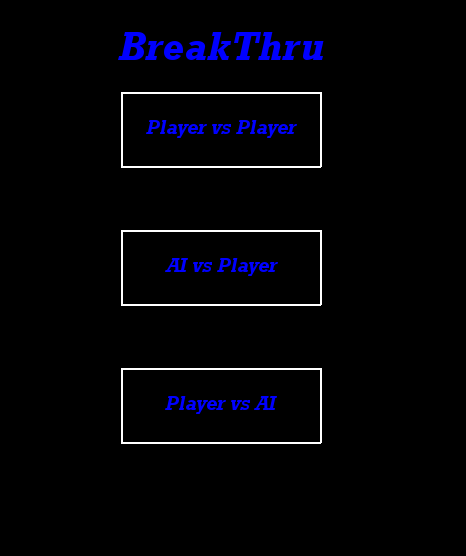 BreakThru
Player vs Player
AI vs Player
Player vs AI